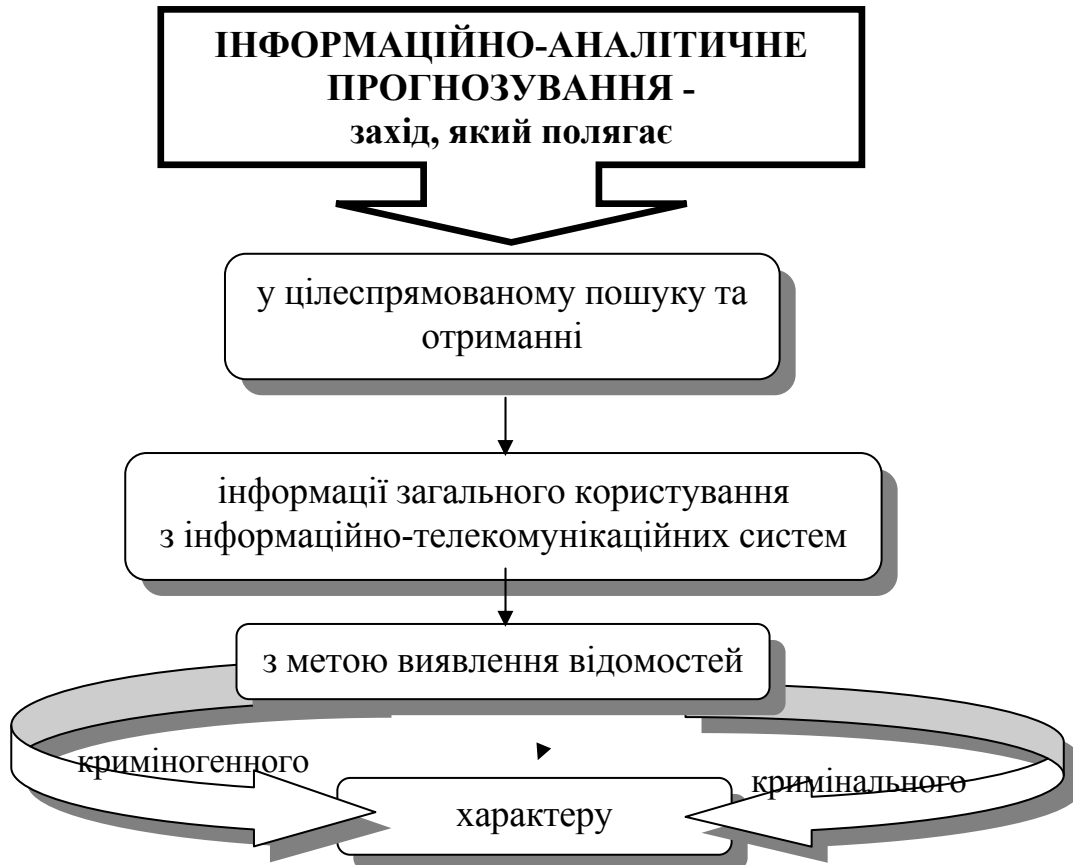 ІНФОРМАЦІЙНО-АНАЛІТИЧНЕ
ПРОГНОЗУВАННЯ -
захід, який полягає
у цілеспрямованому пошуку та
отриманні
інформації загального користування
з інформаційно-телекомунікаційних систем
з метою виявлення відомостей
криміногенного
кримінального
характеру